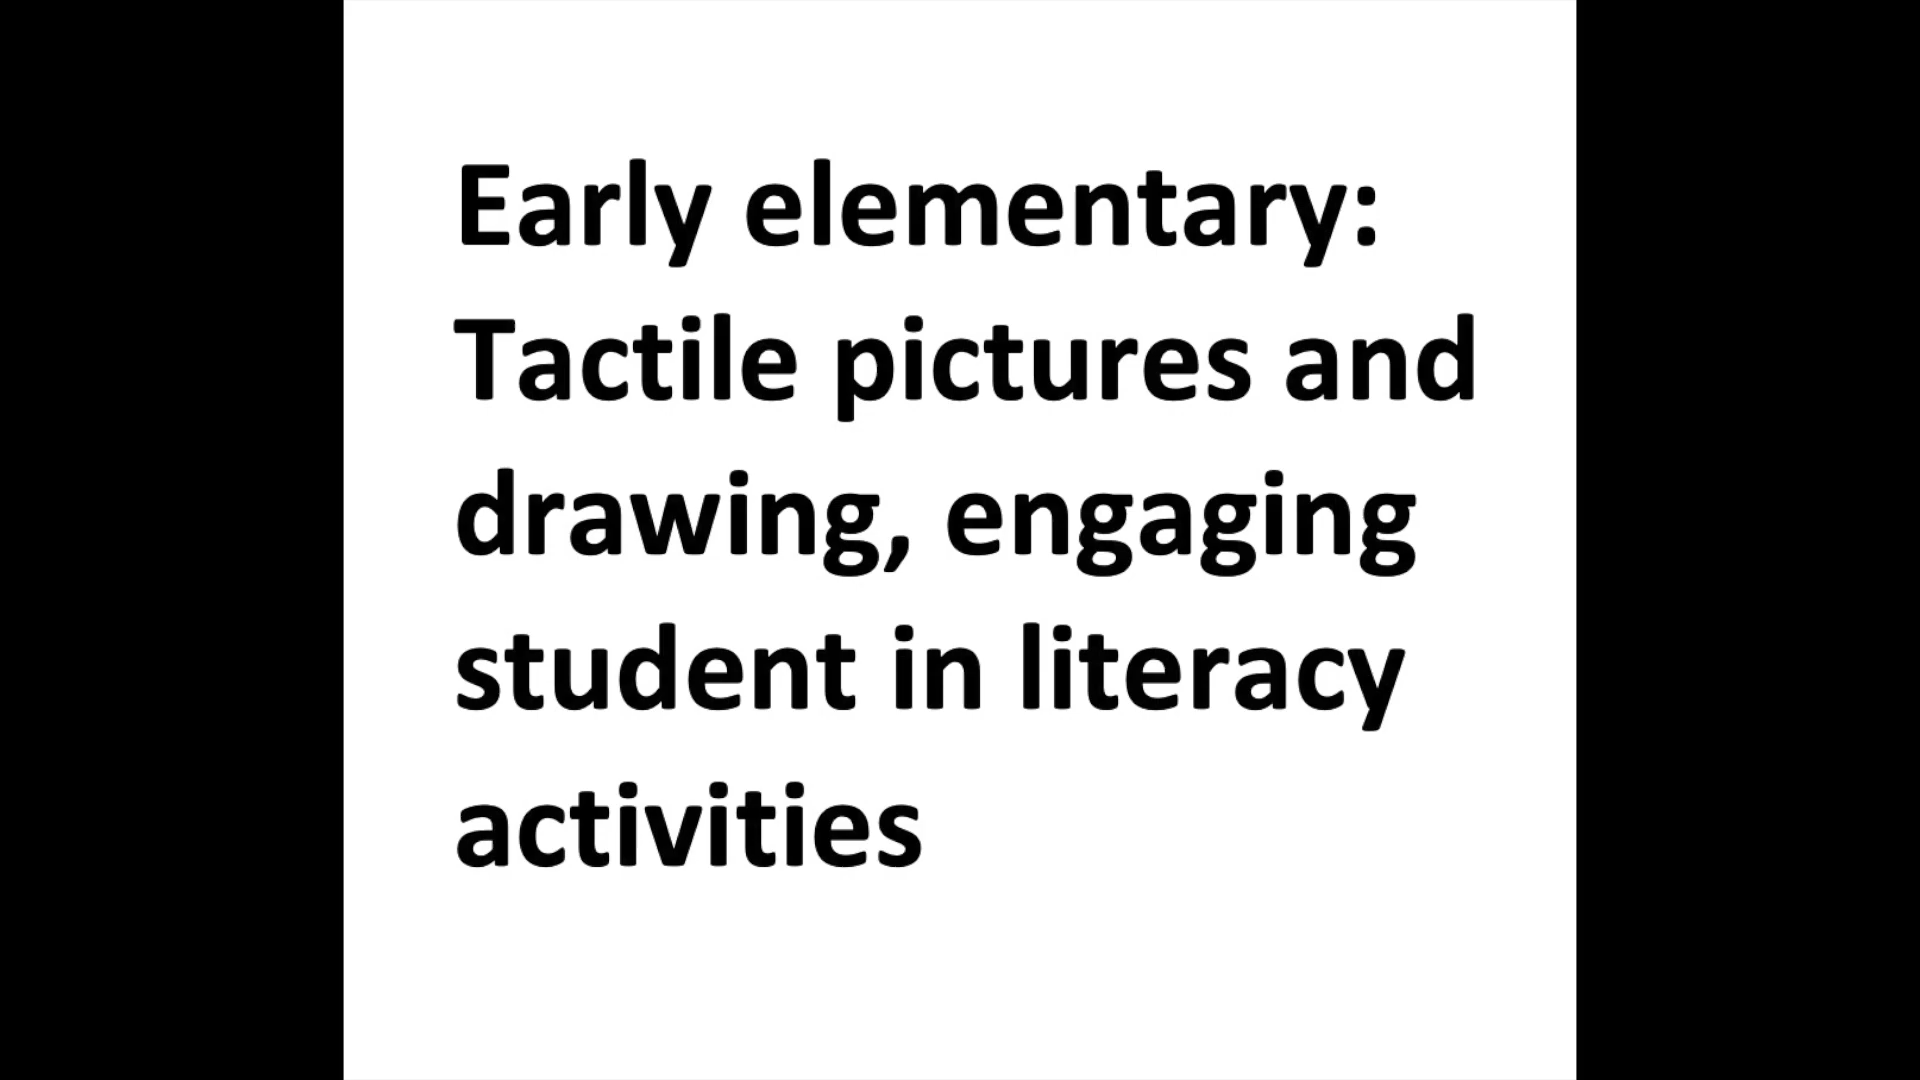 Early elementary:
Tactile pictures and
drawing, engaging
student in literacy
activities